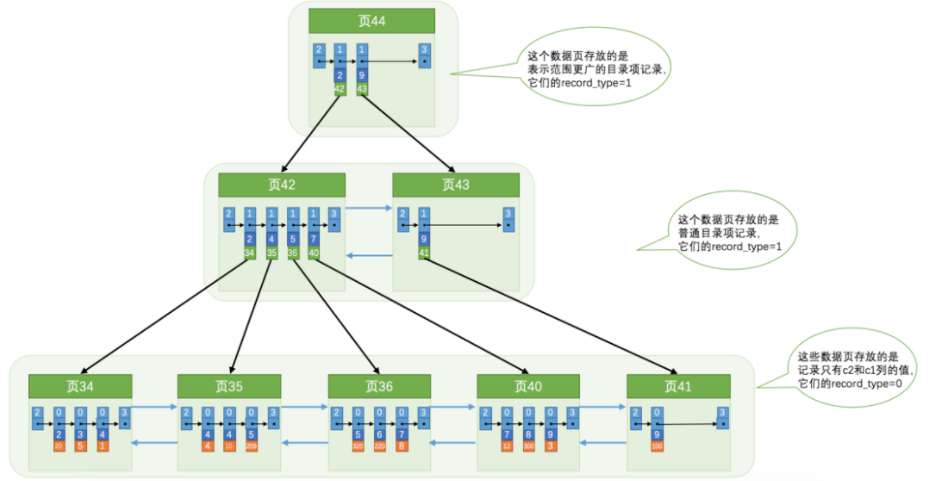 页44
2 1 1 3
2 9
42 43
这个数据页存放的是
表示范围更广的目录项记录，
它们的record_type=1
页42
2 1 1 1 1 3
2 4 5 7
34 35 36 40
页43
2 1 3
9
41
这个数据页存放的是
普通目录项记录，
它们的record_type=1
页34
2 0 0 0 3
2 3 4
20 5 1
页35
2 0 0 0 3
4 4 5
4 10 209
页36
2 0 0 0 3
5 6 7
320 220 8
页40
2 0 0 0 3
7 8 9
12 300 3
页41
2 0 3
9
100
这些数据页存放的是
记录只有c2和c1列的值，
它们的record_type=0